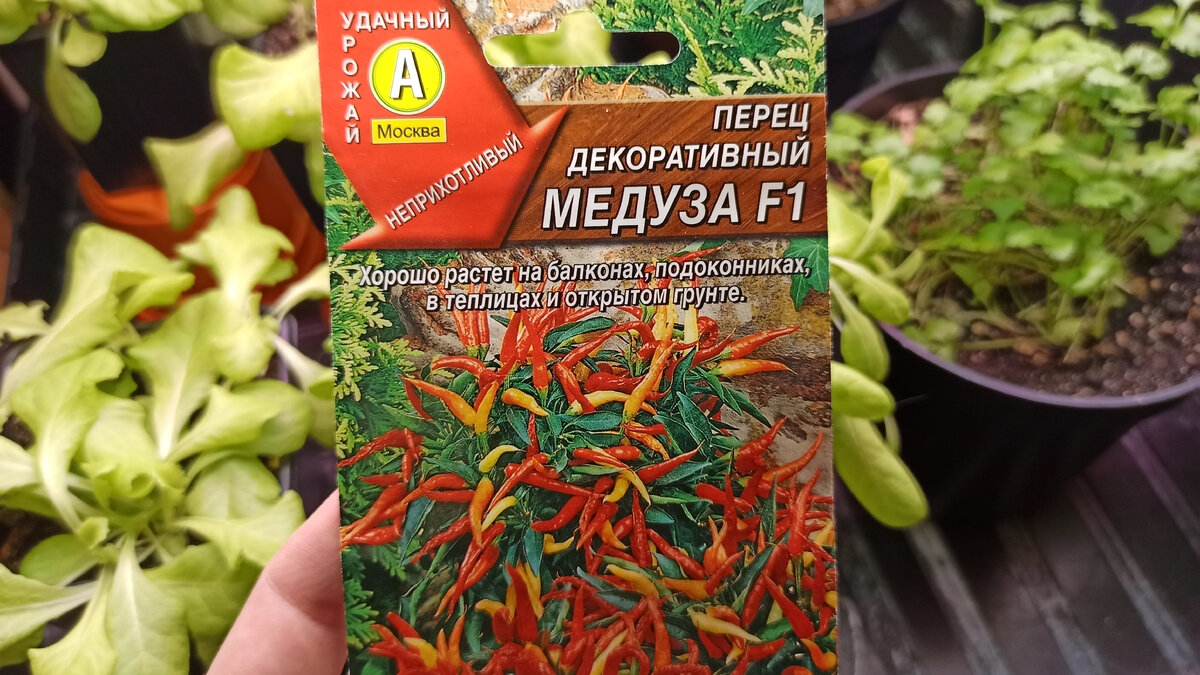 УДАЧНЫЙ
УРОЖАЙ
А
Москва
НЕПРИХОТЛИВЫЙ
ПЕРЕЦ
ДЕКОРАТИВНЫЙ
МЕДУЗА F1
Хорошо растет на балконах, подоконниках,
в теплицах и открытом грунте.